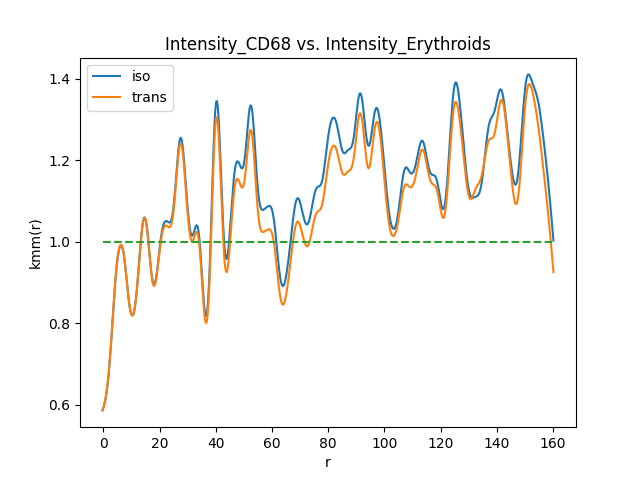 Intensity_CD68 vs. Intensity_Erythroids
iso
trans
1.4
1.2
1.0
0.8
0.6
kmm(r)
0 20 40 60 80 100 120 140 160
r